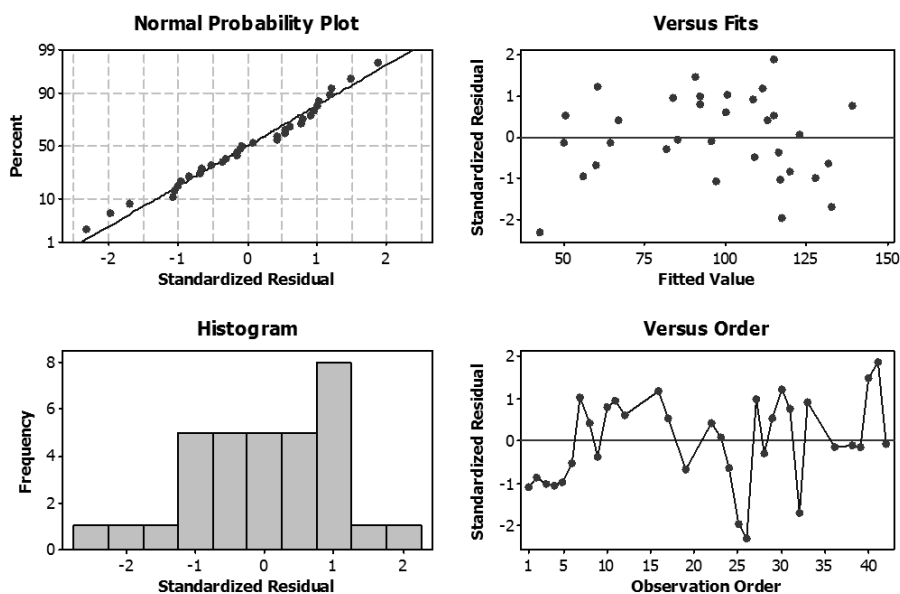 Normal Probability Plot
99
90
50
10
1
Percent
-2 -1 0 1 2
Standardized Residual
Versus Fits
2
1
0
-1
-2
Standardized Residual
50 75 100 125 150
Fitted Value
Histogram
8
6
4
2
0
Frequency
-2 -1 0 1 2
Standardized Residual
Versus Order
2
1
0
-1
-2
Standardized Residual
1 5 10 15 20 25 30 35 40
Observation Order